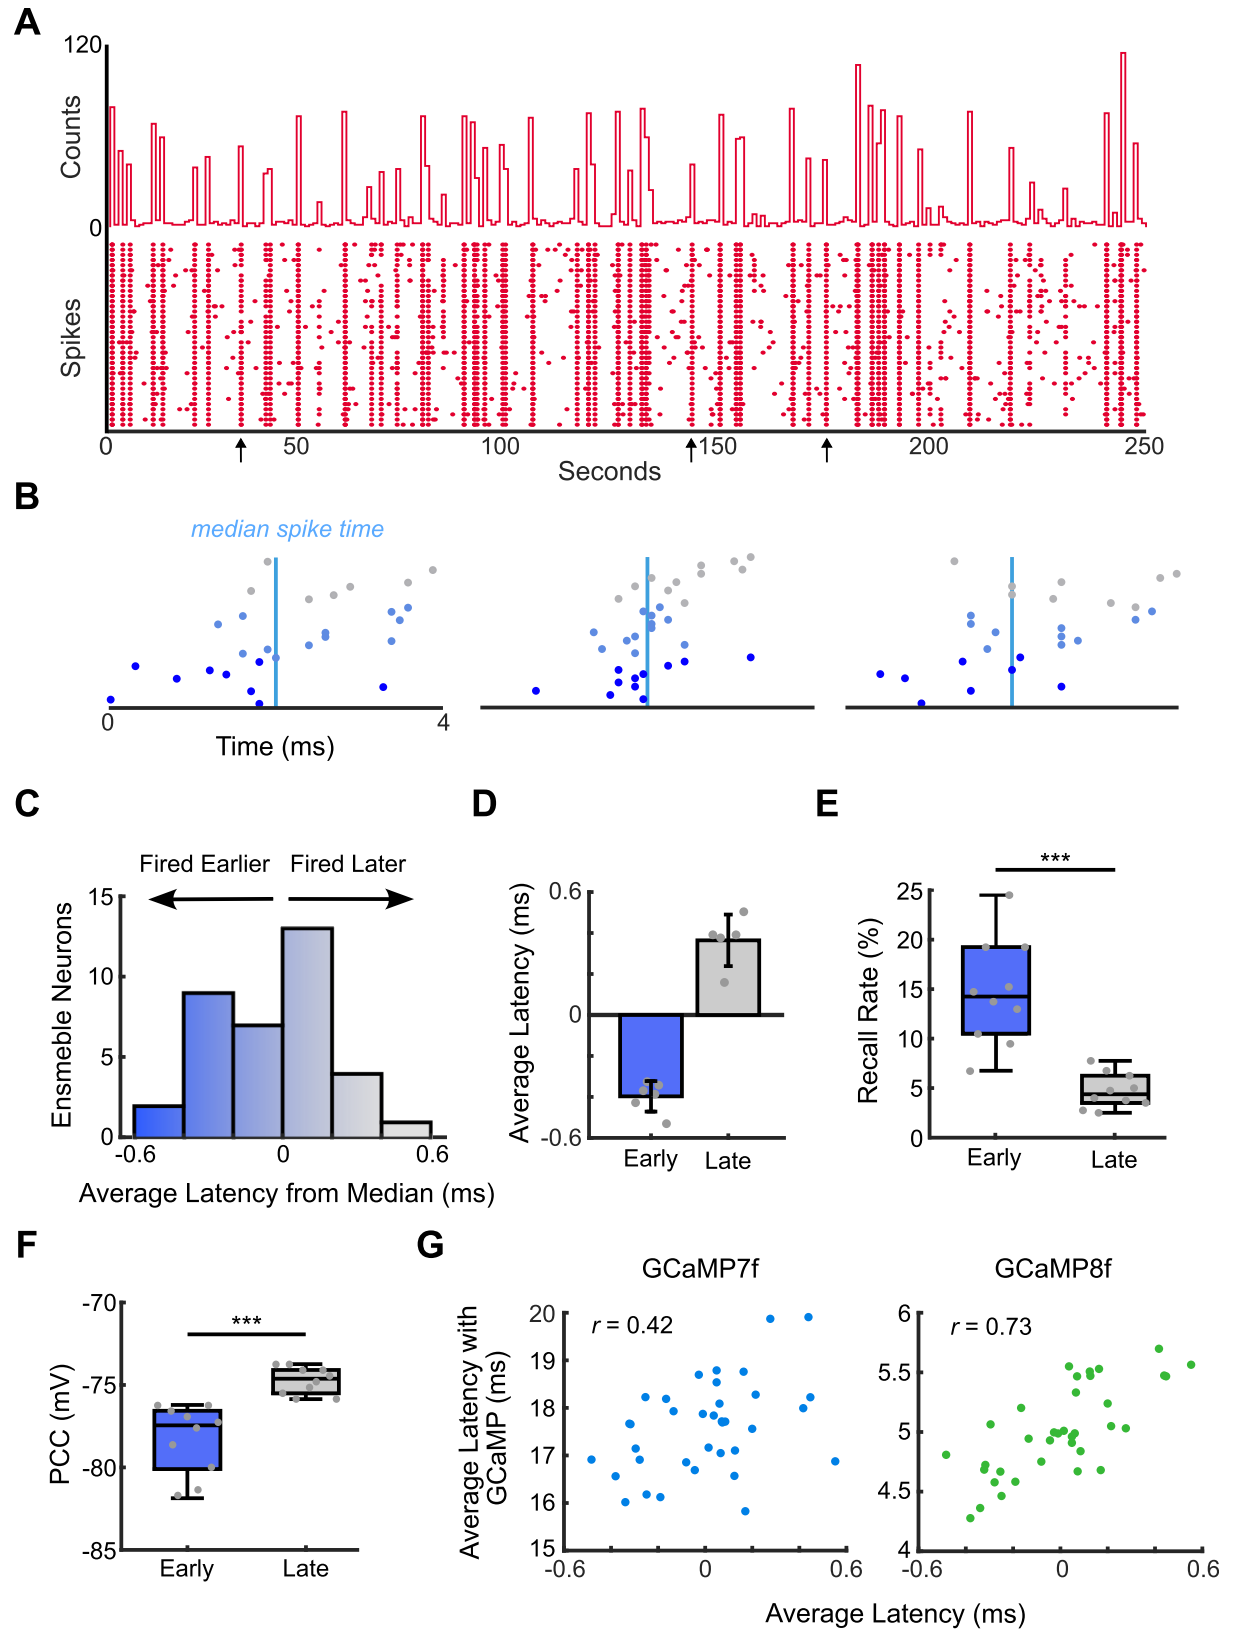 A
120
Counts
0
Spikes
0 50 100 150 200 250
Seconds
B
median spike time
0 4
Time (ms)
C
Fired Earlier Fired Later
15
10
5
0
Ensmeble Neurons
-0.6 0 0.6
Average Latency from Median (ms)
D
0.6
0
-0.6
Average Latency (ms)
Early Late
E
***
25
20
15
10
5
0
Recall Rate (%)
Early Late
F
-70
-75
-80
-85
PCC (mV)
***
Early Late
G
GCaMP7f
r = 0.42
20
19
18
17
16
15
Average Latency with
GCaMP (ms)
-0.6 0 0.6
GCaMP8f
r = 0.73
6
5.5
5
4.5
4
-0.6 0 0.6
Average Latency (ms)